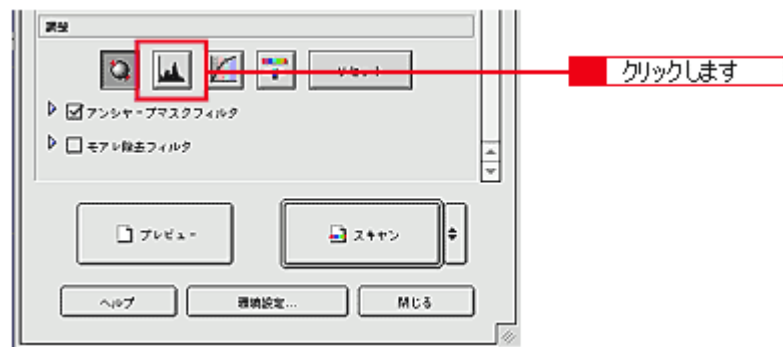 調整
クリックします
アンシャープマスクフィルタ
モアレ除去フィルタ
プレビュー
スキャン
ヘルプ
環境設定...
閉じる